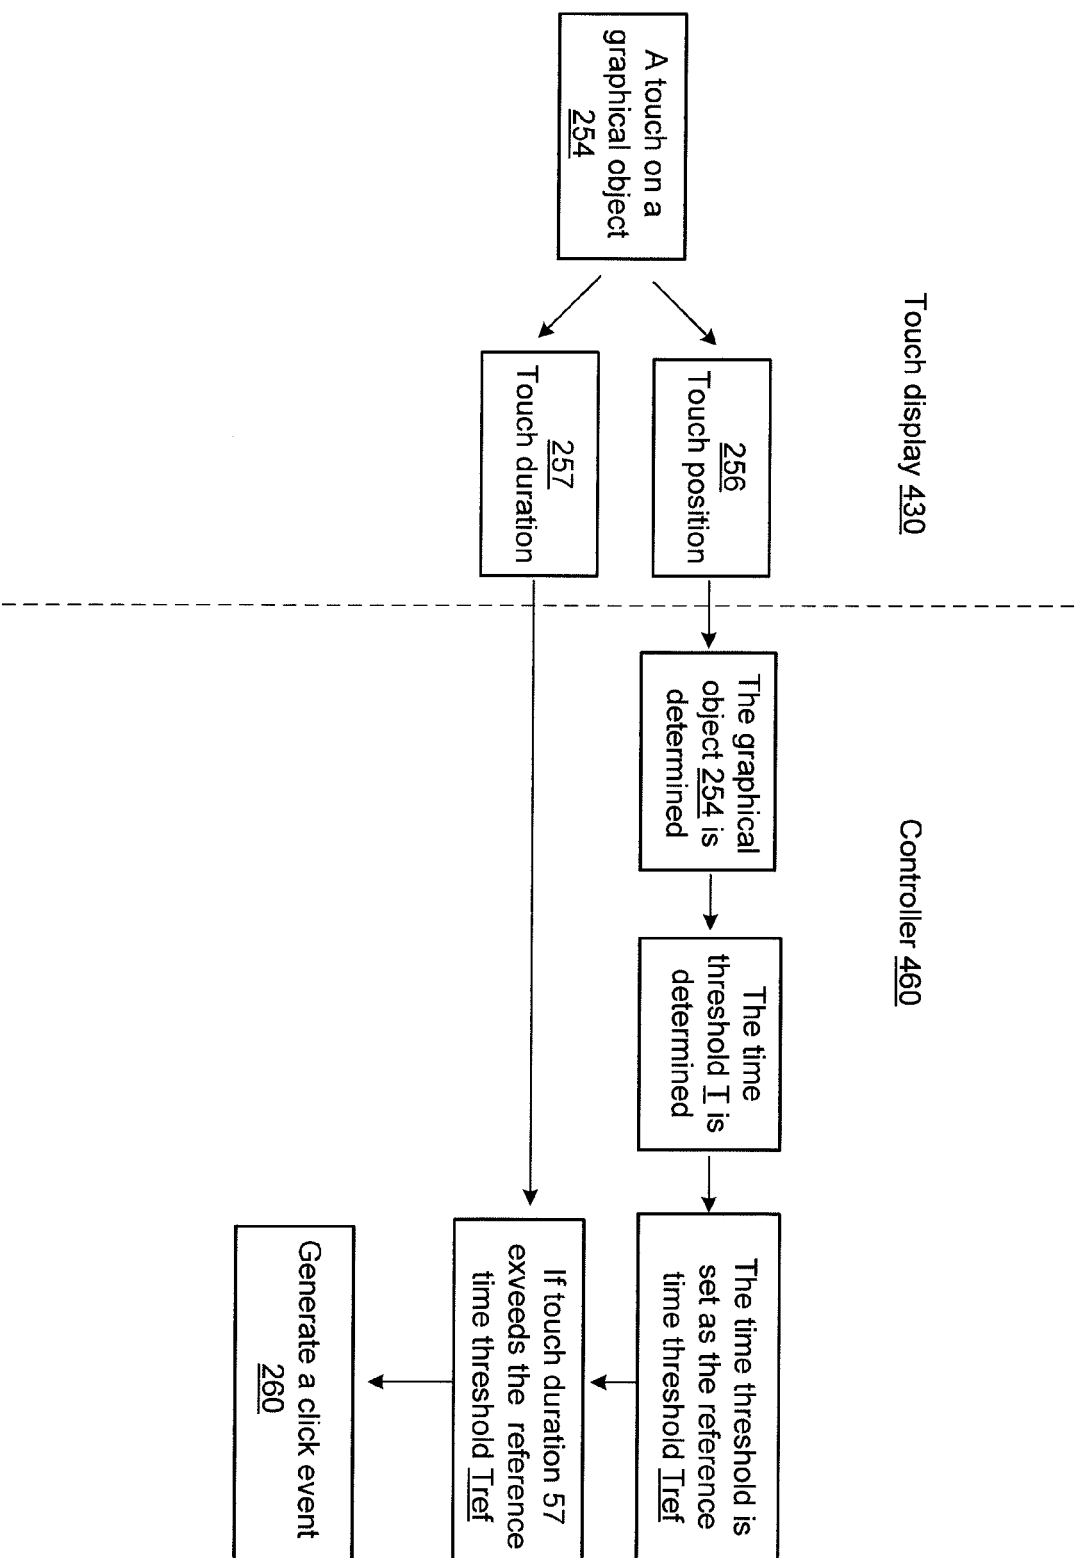 Touch display 430
Controller 460
A touch on a
graphical object
254
256
Touch position
257
Touch duration
The graphical
object 254 is
determined
The time
threshold T is
determined
The time threshold is
set as the reference
time threshold Tref
If touch duration 57
exveeds the reference
time threshold Tref
Generate a click event
260